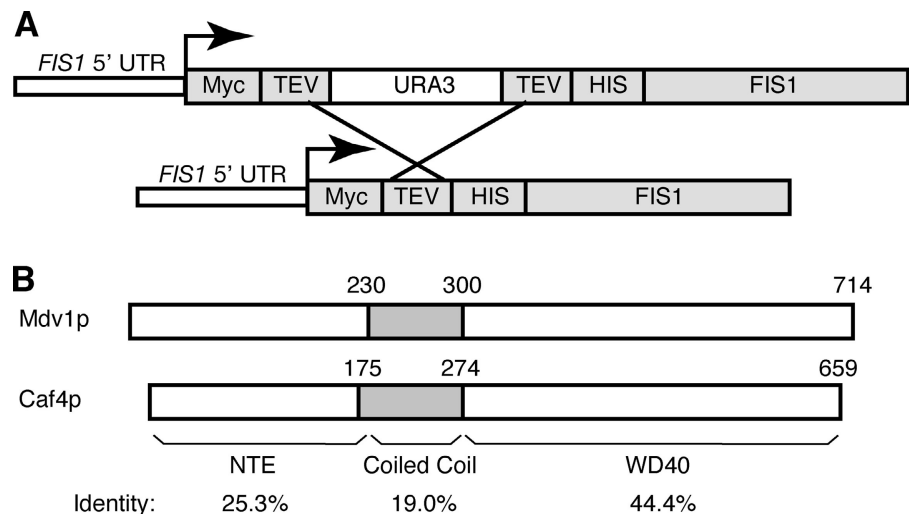 A
FIS1 5' UTR
Myc TEV URA3 TEV HIS FIS1
FIS1 5' UTR
Myc TEV HIS FIS1
B
230 300 714
Mdv1p
175 274 659
Caf4p
NTE Coiled Coil WD40
Identity: 25.3% 19.0% 44.4%